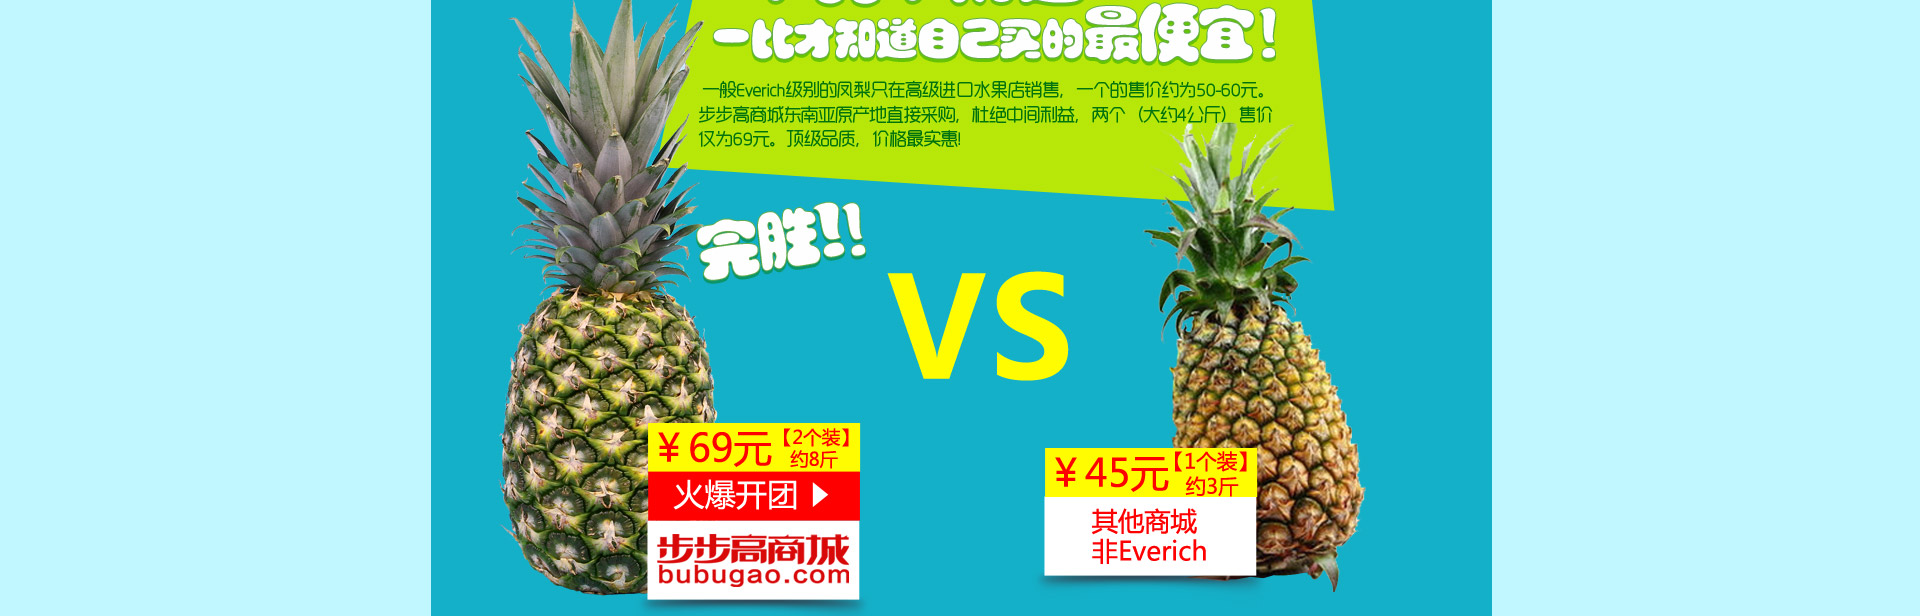 一比才知道自己买的最便宜！
一般Everich级别的凤梨只在高级进口水果店销售，一个的售价约为50-60元。
步步高商城东南亚原产地直接采购，杜绝中间利益，两个（大约4公斤）售价
仅为69元。顶级品质，价格最实惠!
完胜!!
VS
¥69元【2个装】
约8斤
火爆开团
步步高商城
bubugao.com
¥45元【1个装】
约3斤
其他商城
非Everich